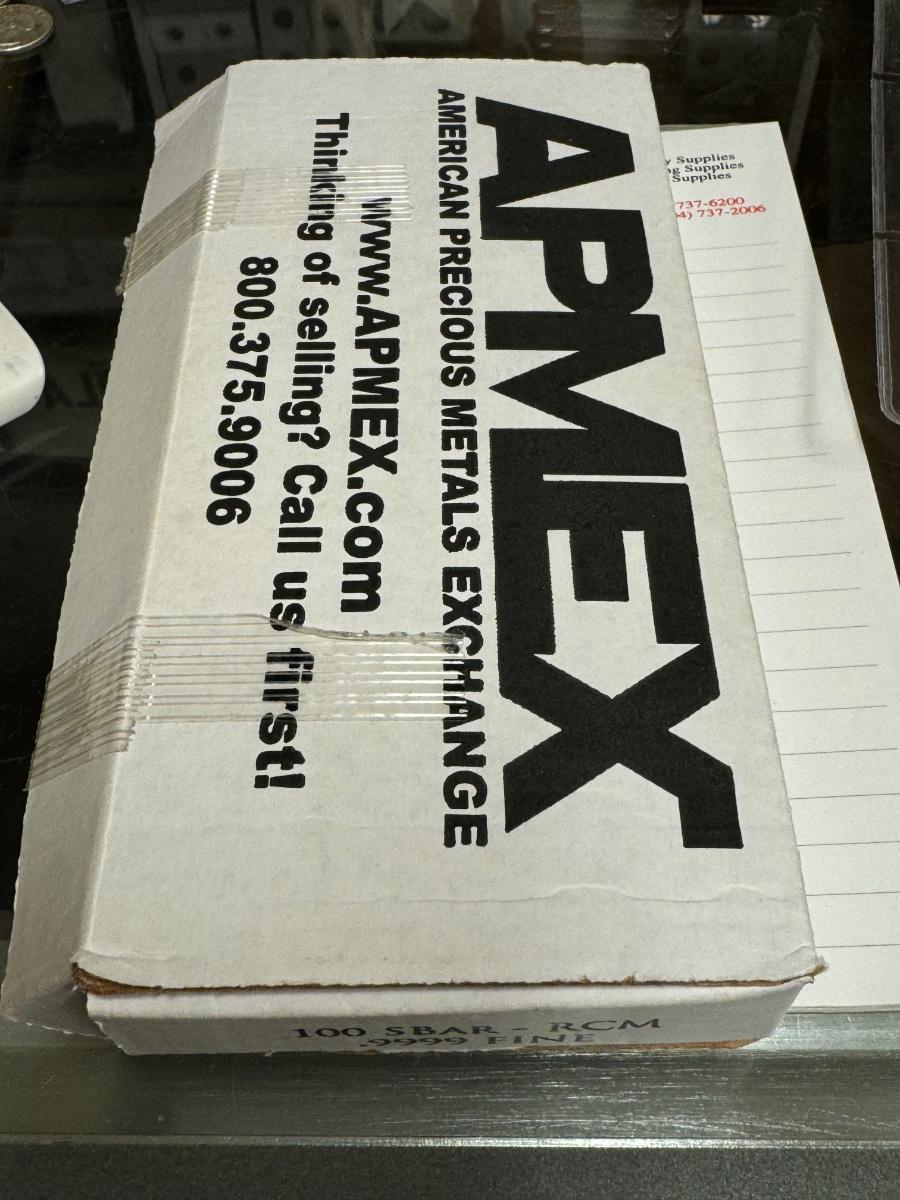 APMEX
AMERICAN PRECIOUS METALS EXCHANGE
www.APMEX.com
Thinking of selling? Call us first!
800.375.9006
100 SBAR - RCM
.9999 FINE
Supplies
Supplies
Supplies
737-6200
737-2006